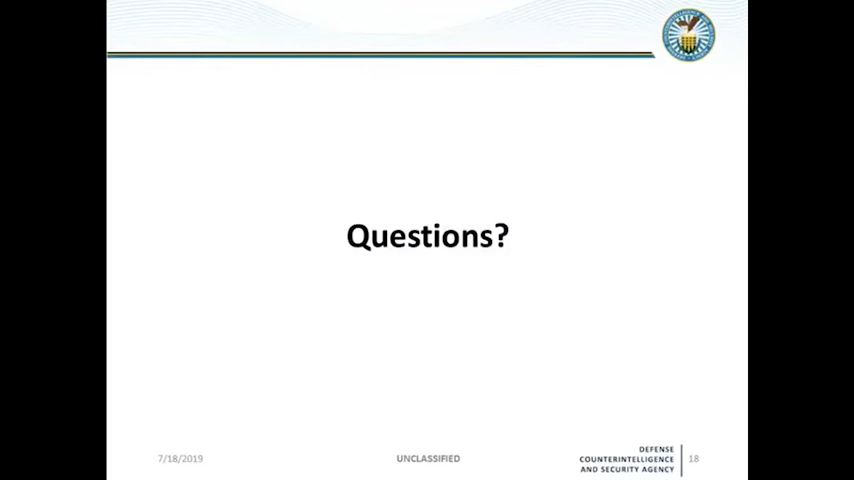 Questions?
7/18/2019
UNCLASSIFIED
DEFENSE
COUNTERINTELLIGENCE
AND SECURITY AGENCY
18